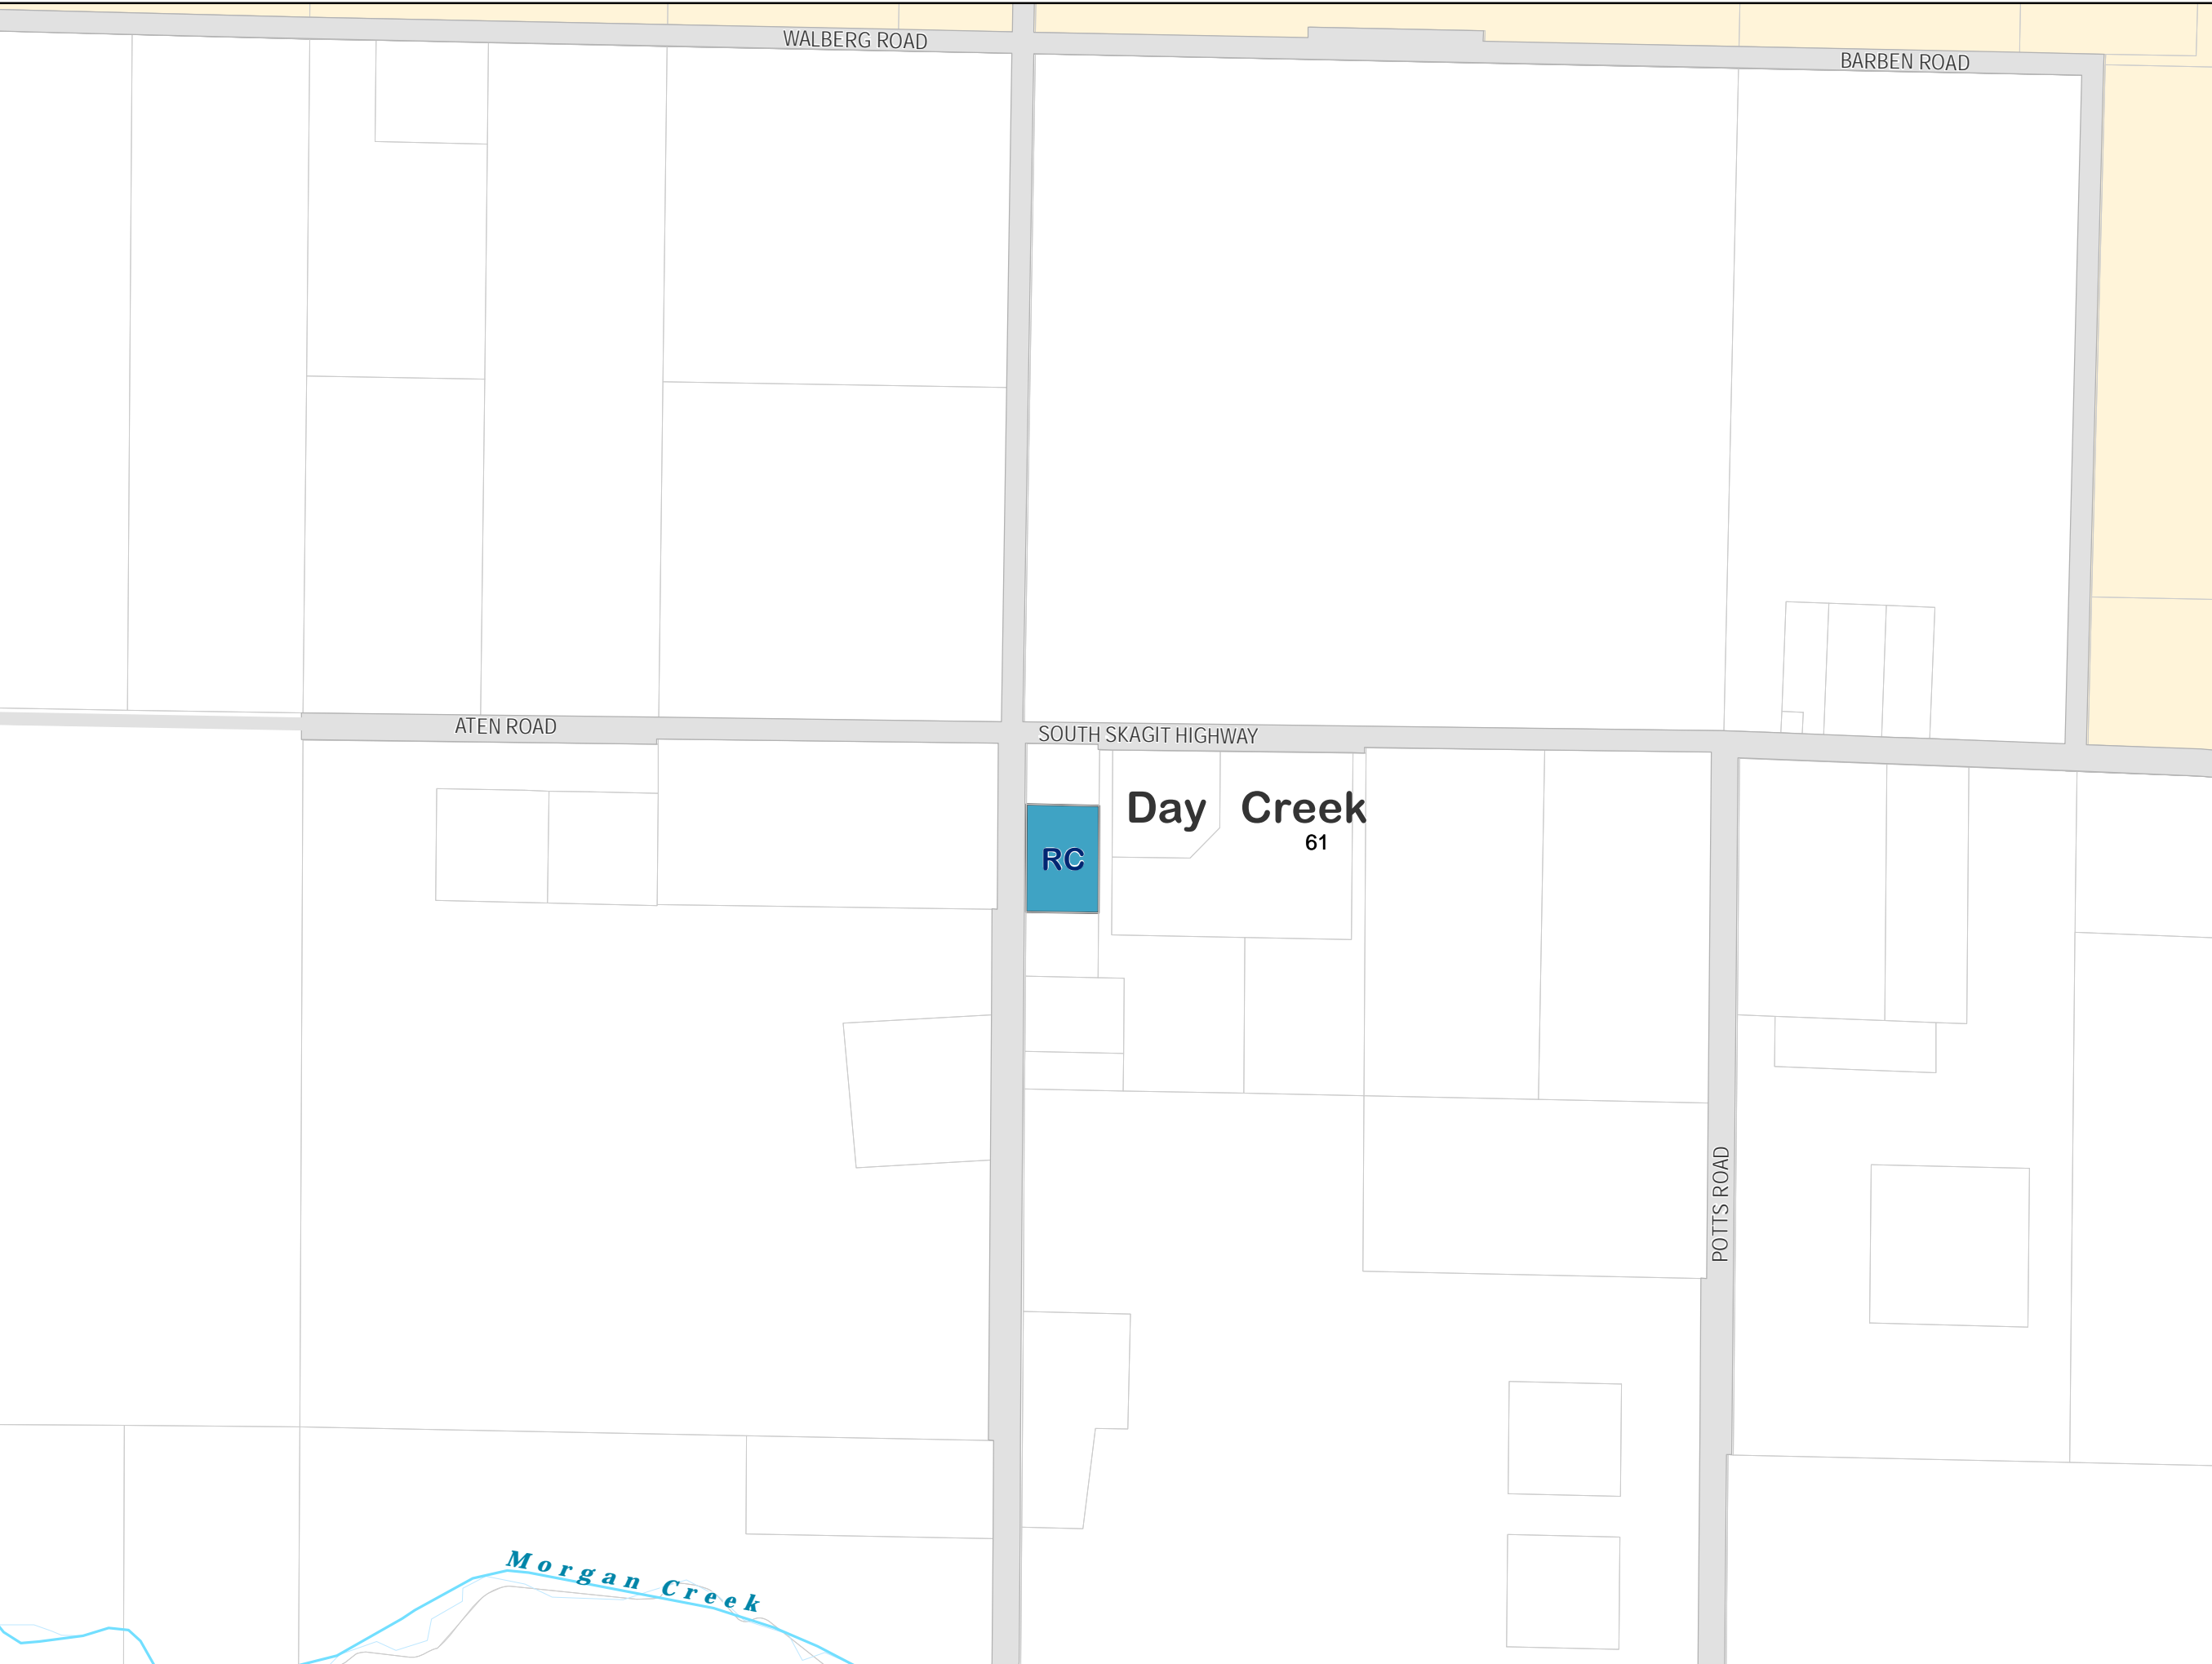 WALBERG ROAD
BARBEN ROAD
ATEN ROAD
SOUTH SKAGIT HIGHWAY
Day Creek
61
RC
POTTS ROAD
Morgan Creek